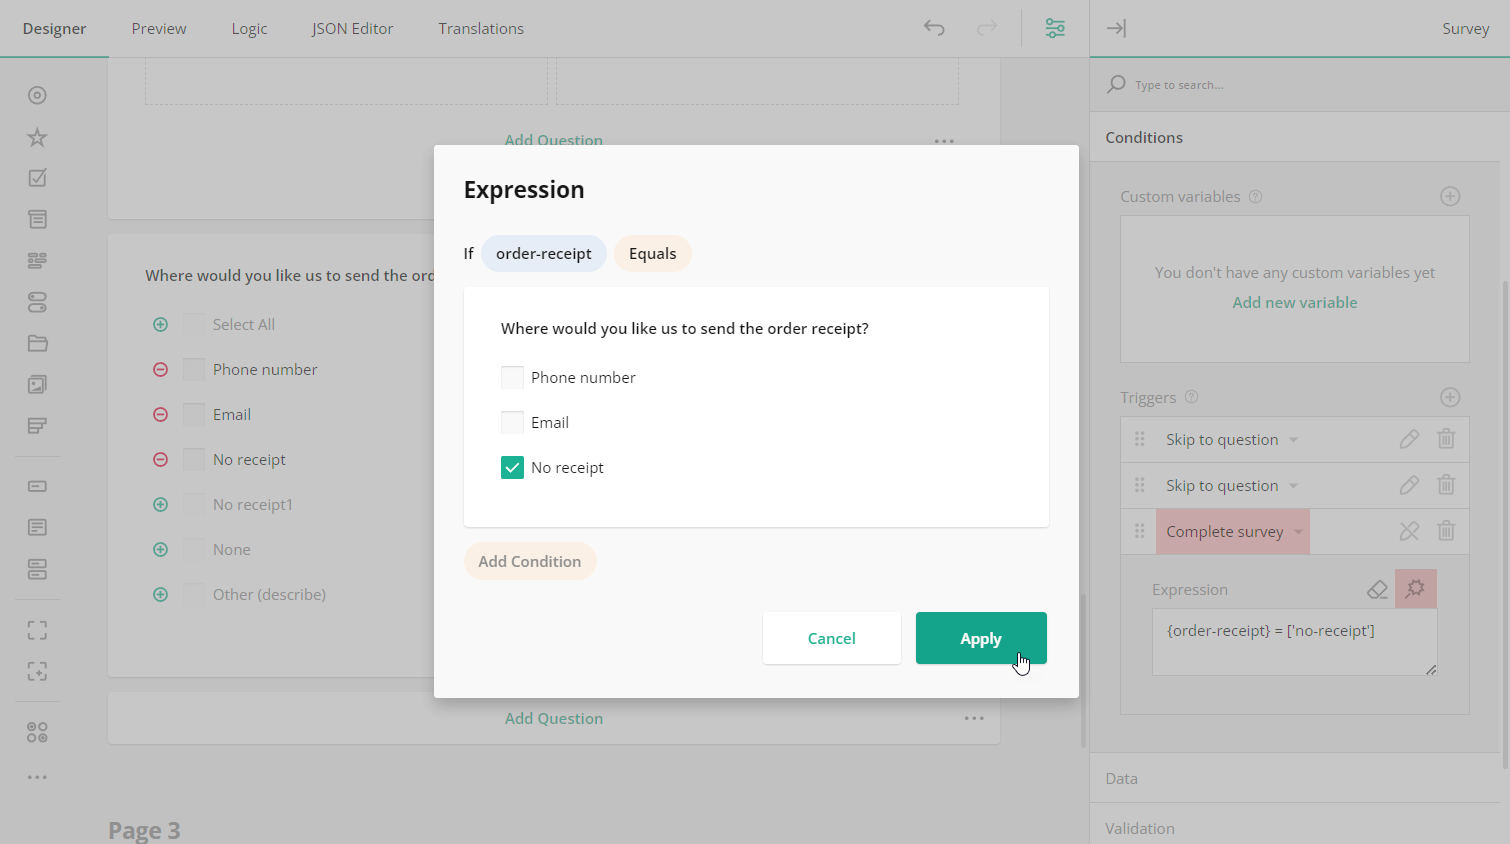 Designer
Preview
Logic
JSON Editor
Translations
Survey
Type to search...
Conditions
Custom variables
You don't have any custom variables yet
Add new variable
Triggers
Skip to question
Skip to question
Complete survey
Expression
{order-receipt} = ['no-receipt']
Data
Validation
Add Question
Where would you like us to send the ord
Select All
Phone number
Email
No receipt
No receipt1
None
Other (describe)
Add Question
Page 3
Expression
If order-receipt Equals
Where would you like us to send the order receipt?
Phone number
Email
No receipt
Add Condition
Cancel
Apply